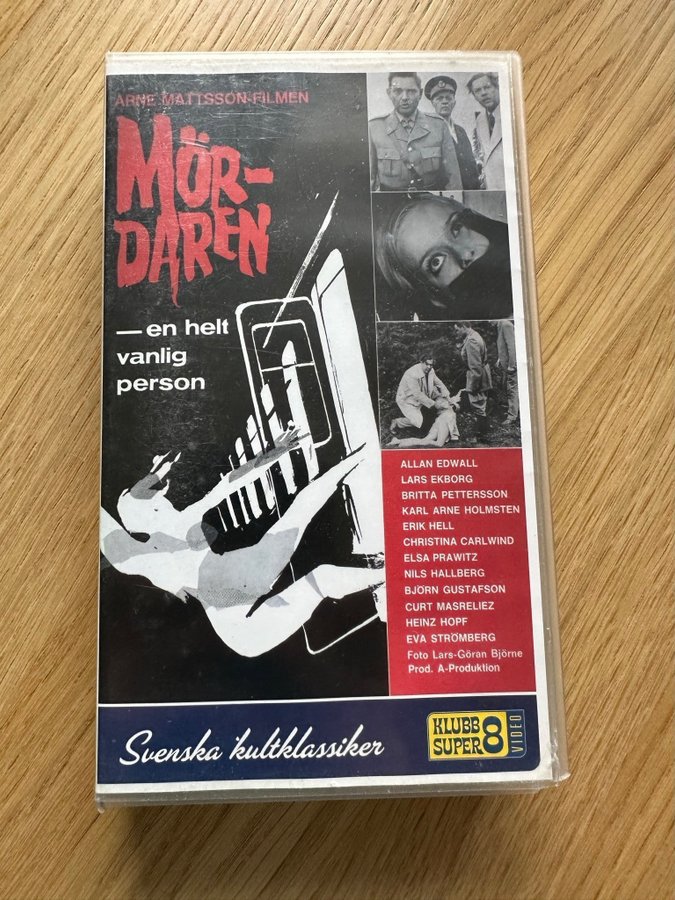 ARNE MATTSSON-FILMEN
MÖR-
DAREN
—en helt
vanlig
person
ALLAN EDWALL
LARS EKBORG
BRITTA PETTERSSON
KARL ARNE HOLMSTEN
ERIK HELL
CHRISTINA CARLWIND
ELSA PRAWITZ
NILS HALLBERG
BJÖRN GUSTAFSON
CURT MASRELIEZ
HEINZ HOPF
EVA STRÖMBERG
Foto Lars-Göran Björne
Prod. A-Produktion
Svenska kultklassiker
KLUBB
SUPER 8
VIDEO